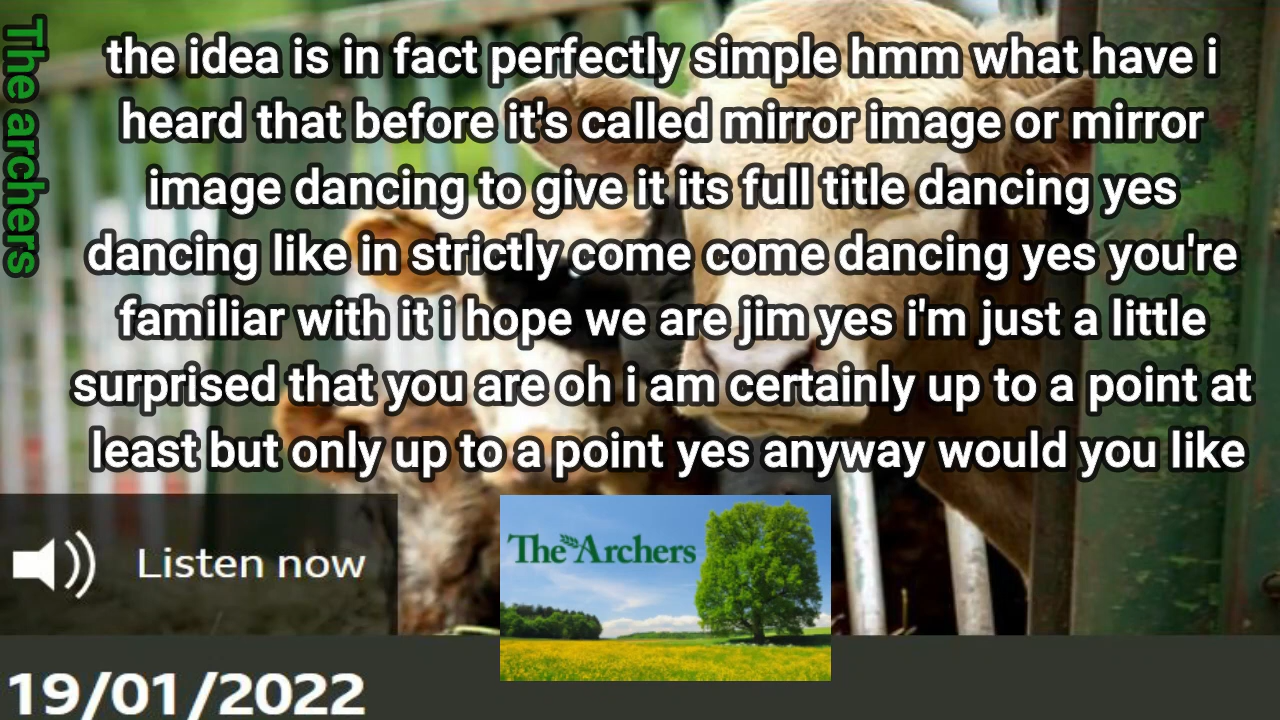 The archers
the idea is in fact perfectly simple hmm what have i
heard that before it's called mirror image or mirror
image dancing to give it its full title dancing yes
dancing like in strictly come come dancing yes you're
familiar with it i hope we are jim yes i'm just a little
surprised that you are oh i am certainly up to a point at
least but only up to a point yes anyway would you like
Listen now
The Archers
19/01/2022